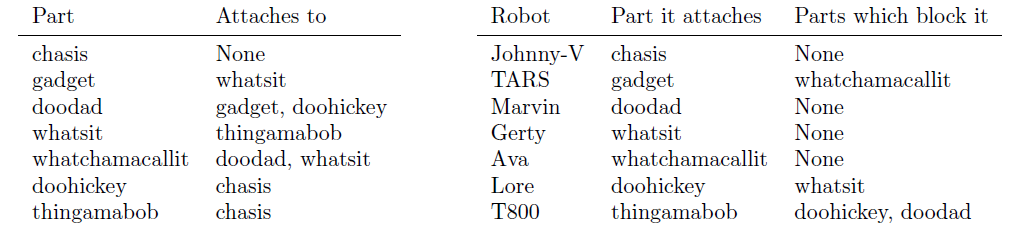 Part Attaches to Robot Part it attaches Parts which block it
chasis None Johnny-V chasis None
gadget whatsit TARS gadget whatchamacallit
doodad gadget, doohickey Marvin doodad None
whatsit thingamabob Gerty whatsit None
whatchamacallit doodad, whatsit Ava whatchamacallit None
doohickey chasis Lore doohickey whatsit
thingamabob chasis T800 thingamabob doohickey, doodad